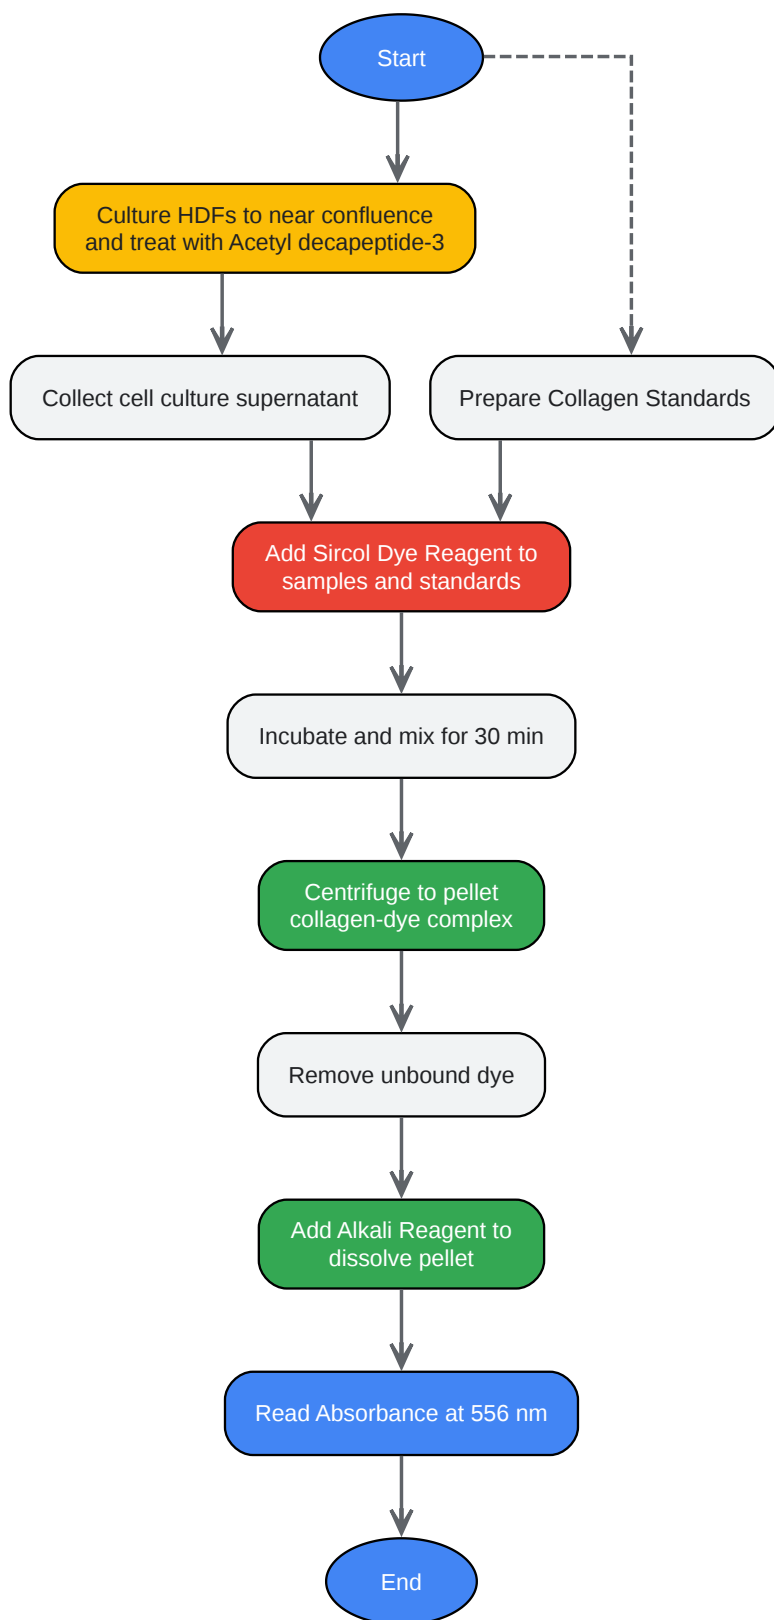 Start
Culture HDFs to near confluence
and treat with Acetyl decapeptide-3
Collect cell culture supernatant
Prepare Collagen Standards
Add Sircol Dye Reagent to
samples and standards
Incubate and mix for 30 min
Centrifuge to pellet
collagen-dye complex
Remove unbound dye
Add Alkali Reagent to
dissolve pellet
Read Absorbance at 556 nm
End